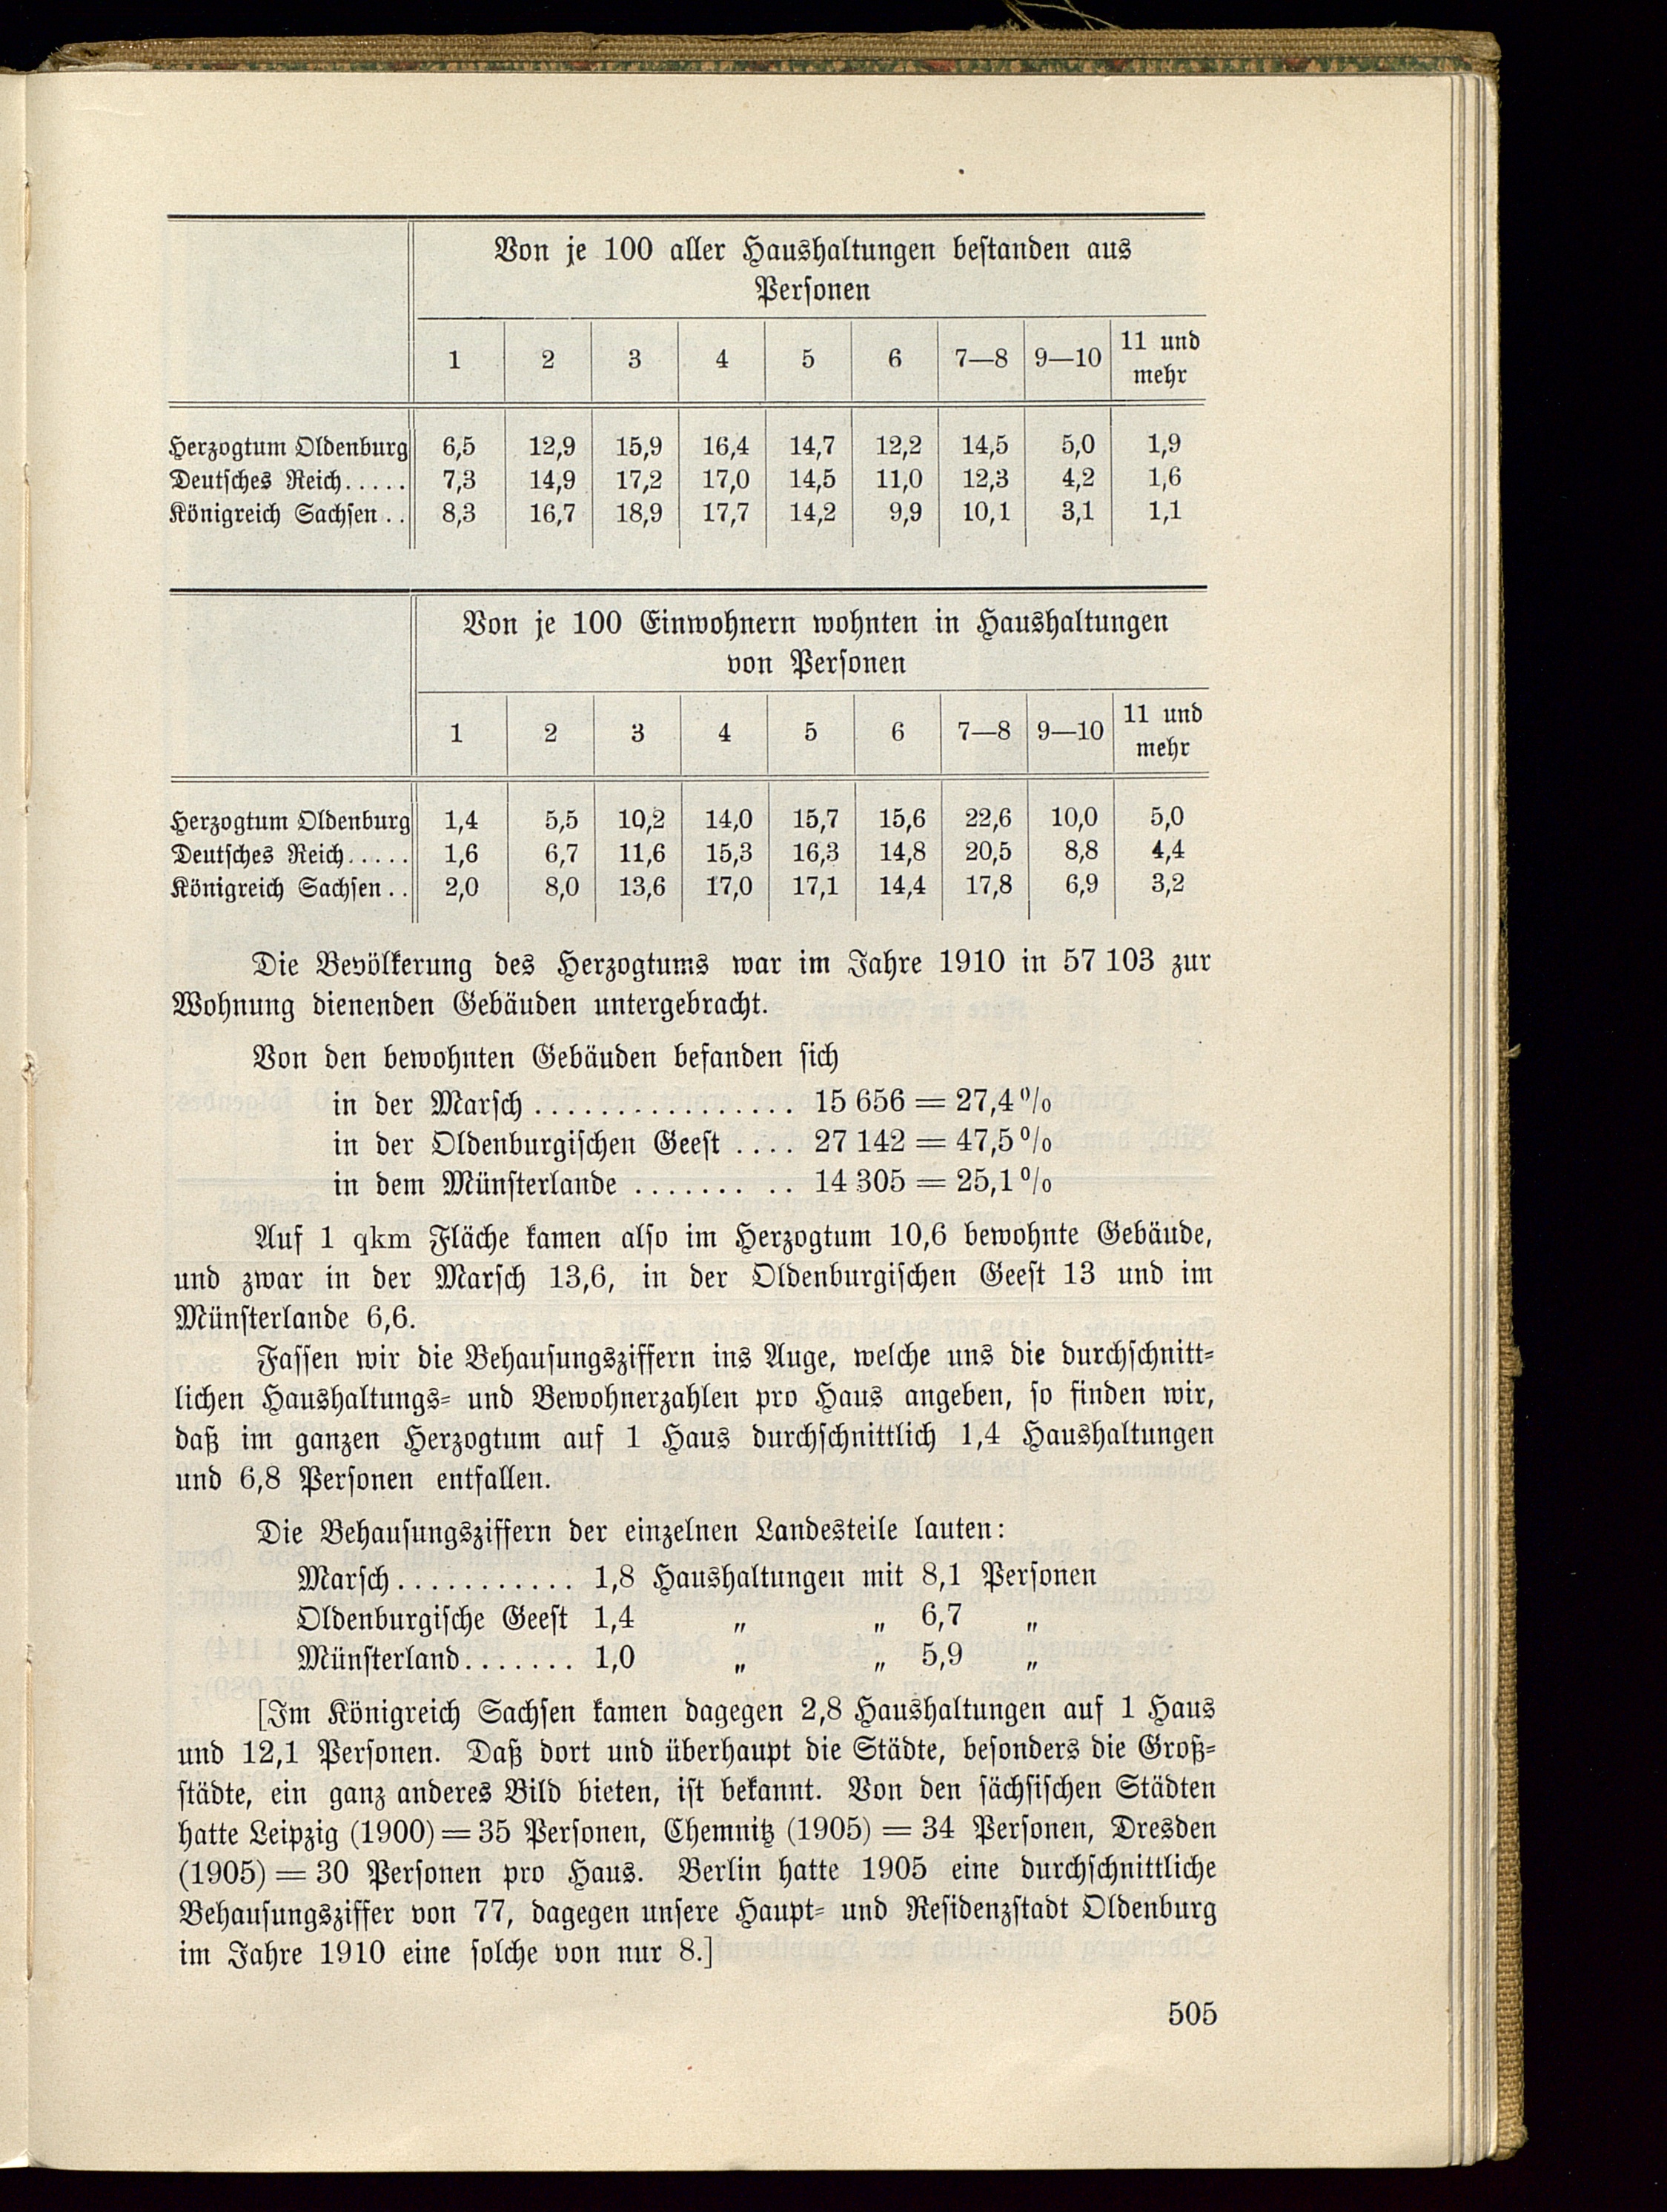 Von je 100 aller Haushaltungen bestanden aus
Personen
1 2 3 4 5 6 7—8 9—10 11 und
mehr
Herzogtum Oldenburg 6,5 12,9 15,9 16,4 14,7 12,2 14,5 5,0 1,9
Deutsches Reich..... 7,3 14,9 17,2 17,0 14,5 11,0 12,3 4,2 1,6
Königreich Sachsen.. 8,3 16,7 18,9 17,7 14,2 9,9 10,1 3,1 1,1
Von je 100 Einwohnern wohnten in Haushaltungen
von Personen
1 2 3 4 5 6 7—8 9—10 11 und
mehr
Herzogtum Oldenburg 1,4 5,5 10,2 14,0 15,7 15,6 22,6 10,0 5,0
Deutsches Reich..... 1,6 6,7 11,6 15,3 16,3 14,8 20,5 8,8 4,4
Königreich Sachsen.. 2,0 8,0 13,6 17,0 17,1 14,4 17,8 6,9 3,2
Die Bevölkerung des Herzogtums war im Jahre 1910 in 57 103 zur
Wohnung dienenden Gebäuden untergebracht.
Von den bewohnten Gebäuden befanden sich
in der Marsch ................ 15 656 = 27,4%
in der Oldenburgischen Geest .... 27 142 = 47,5%
in dem Münsterlande ....... .. 14 305 = 25,1%
Auf 1 qkm Fläche kamen also im Herzogtum 10,6 bewohnte Gebäude,
und zwar in der Marsch 13,6, in der Oldenburgischen Geest 13 und im
Münsterlande 6,6.
Fassen wir die Behausungsziffern ins Auge, welche uns die durchschnitt-
lichen Haushaltungs- und Bewohnerzahlen pro Haus angeben, so finden wir,
daß im ganzen Herzogtum auf 1 Haus durchschnittlich 1,4 Haushaltungen
und 6,8 Personen entfallen.
Die Behausungsziffern der einzelnen Landesteile lauten:
Marsch........... 1,8 Haushaltungen mit 8,1 Personen
Oldenburgische Geest 1,4 „ „ 6,7 „
Münsterland....... 1,0 „ „ 5,9 „
[Im Königreich Sachsen kamen dagegen 2,8 Haushaltungen auf 1 Haus
und 12,1 Personen. Daß dort und überhaupt die Städte, besonders die Groß-
städte, ein ganz anderes Bild bieten, ist bekannt. Von den sächsischen Städten
hatte Leipzig (1900) = 35 Personen, Chemnitz (1905) = 34 Personen, Dresden
(1905) = 30 Personen pro Haus. Berlin hatte 1905 eine durchschnittliche
Behausungsziffer von 77, dagegen unsere Haupt- und Residenzstadt Oldenburg
im Jahre 1910 eine solche von nur 8.]
505